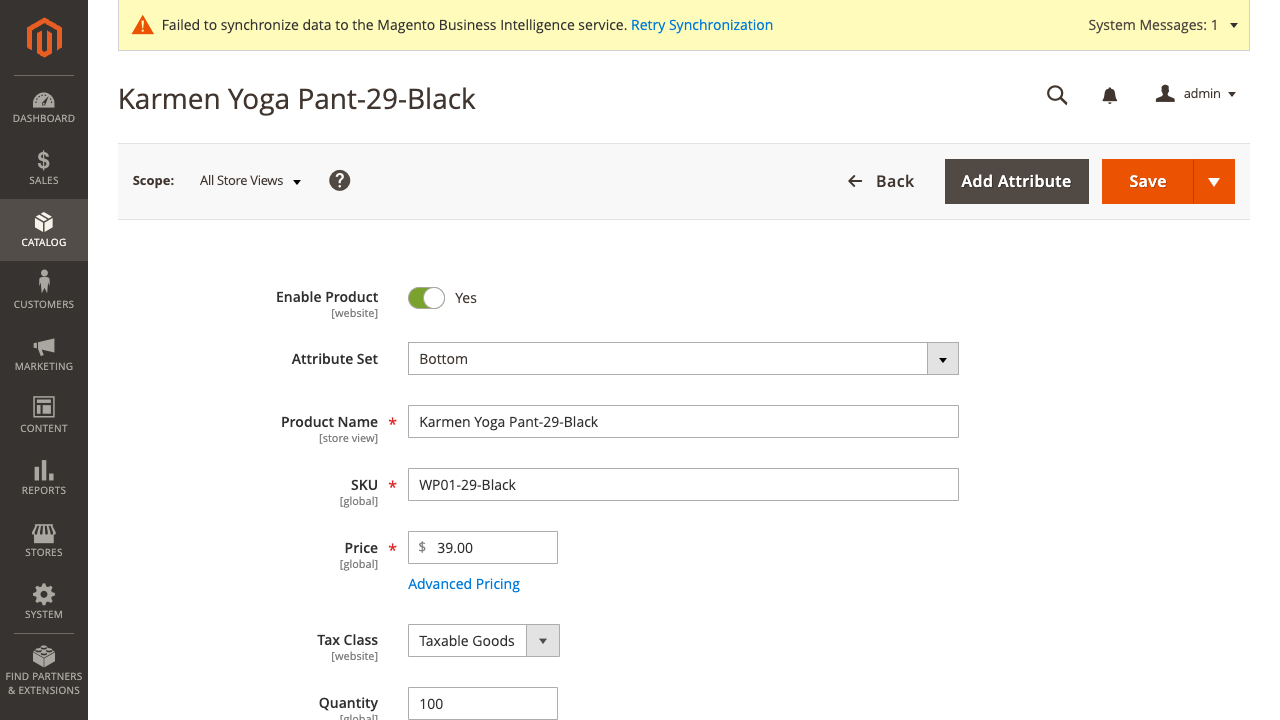 Failed to synchronize data to the Magento Business Intelligence service. Retry Synchronization
System Messages: 1
Karmen Yoga Pant-29-Black
admin
Scope: All Store Views
?
Back
Add Attribute
Save
DASHBOARD
SALES
CATALOG
CUSTOMERS
MARKETING
CONTENT
REPORTS
STORES
SYSTEM
FIND PARTNERS
& EXTENSIONS
Enable Product
[website]
Yes
Attribute Set
Bottom
Product Name *
[store view]
Karmen Yoga Pant-29-Black
SKU *
[global]
WP01-29-Black
Price *
[global]
$ 39.00
Advanced Pricing
Tax Class
[website]
Taxable Goods
Quantity
[global]
100